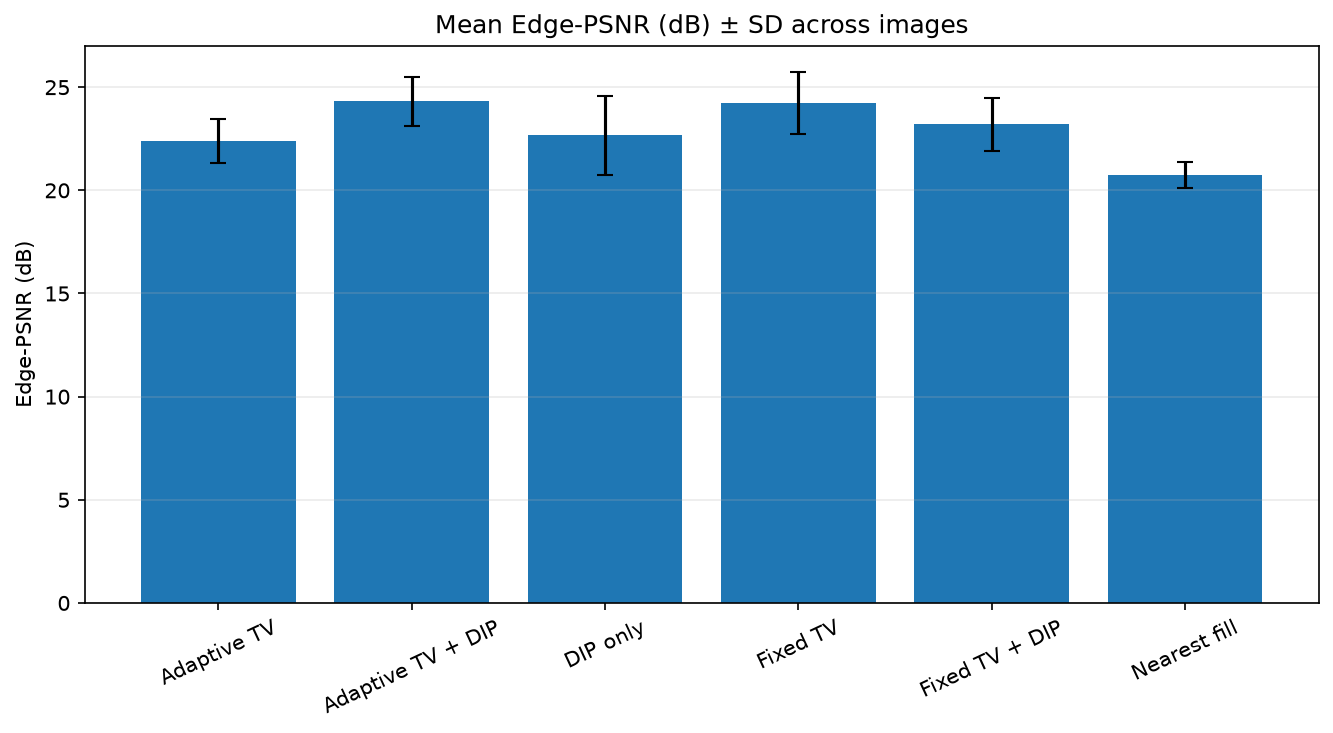 Mean Edge-PSNR (dB) ± SD across images
Edge-PSNR (dB)
25
20
15
10
5
0
Adaptive TV
Adaptive TV + DIP
DIP only
Fixed TV
Fixed TV + DIP
Nearest fill